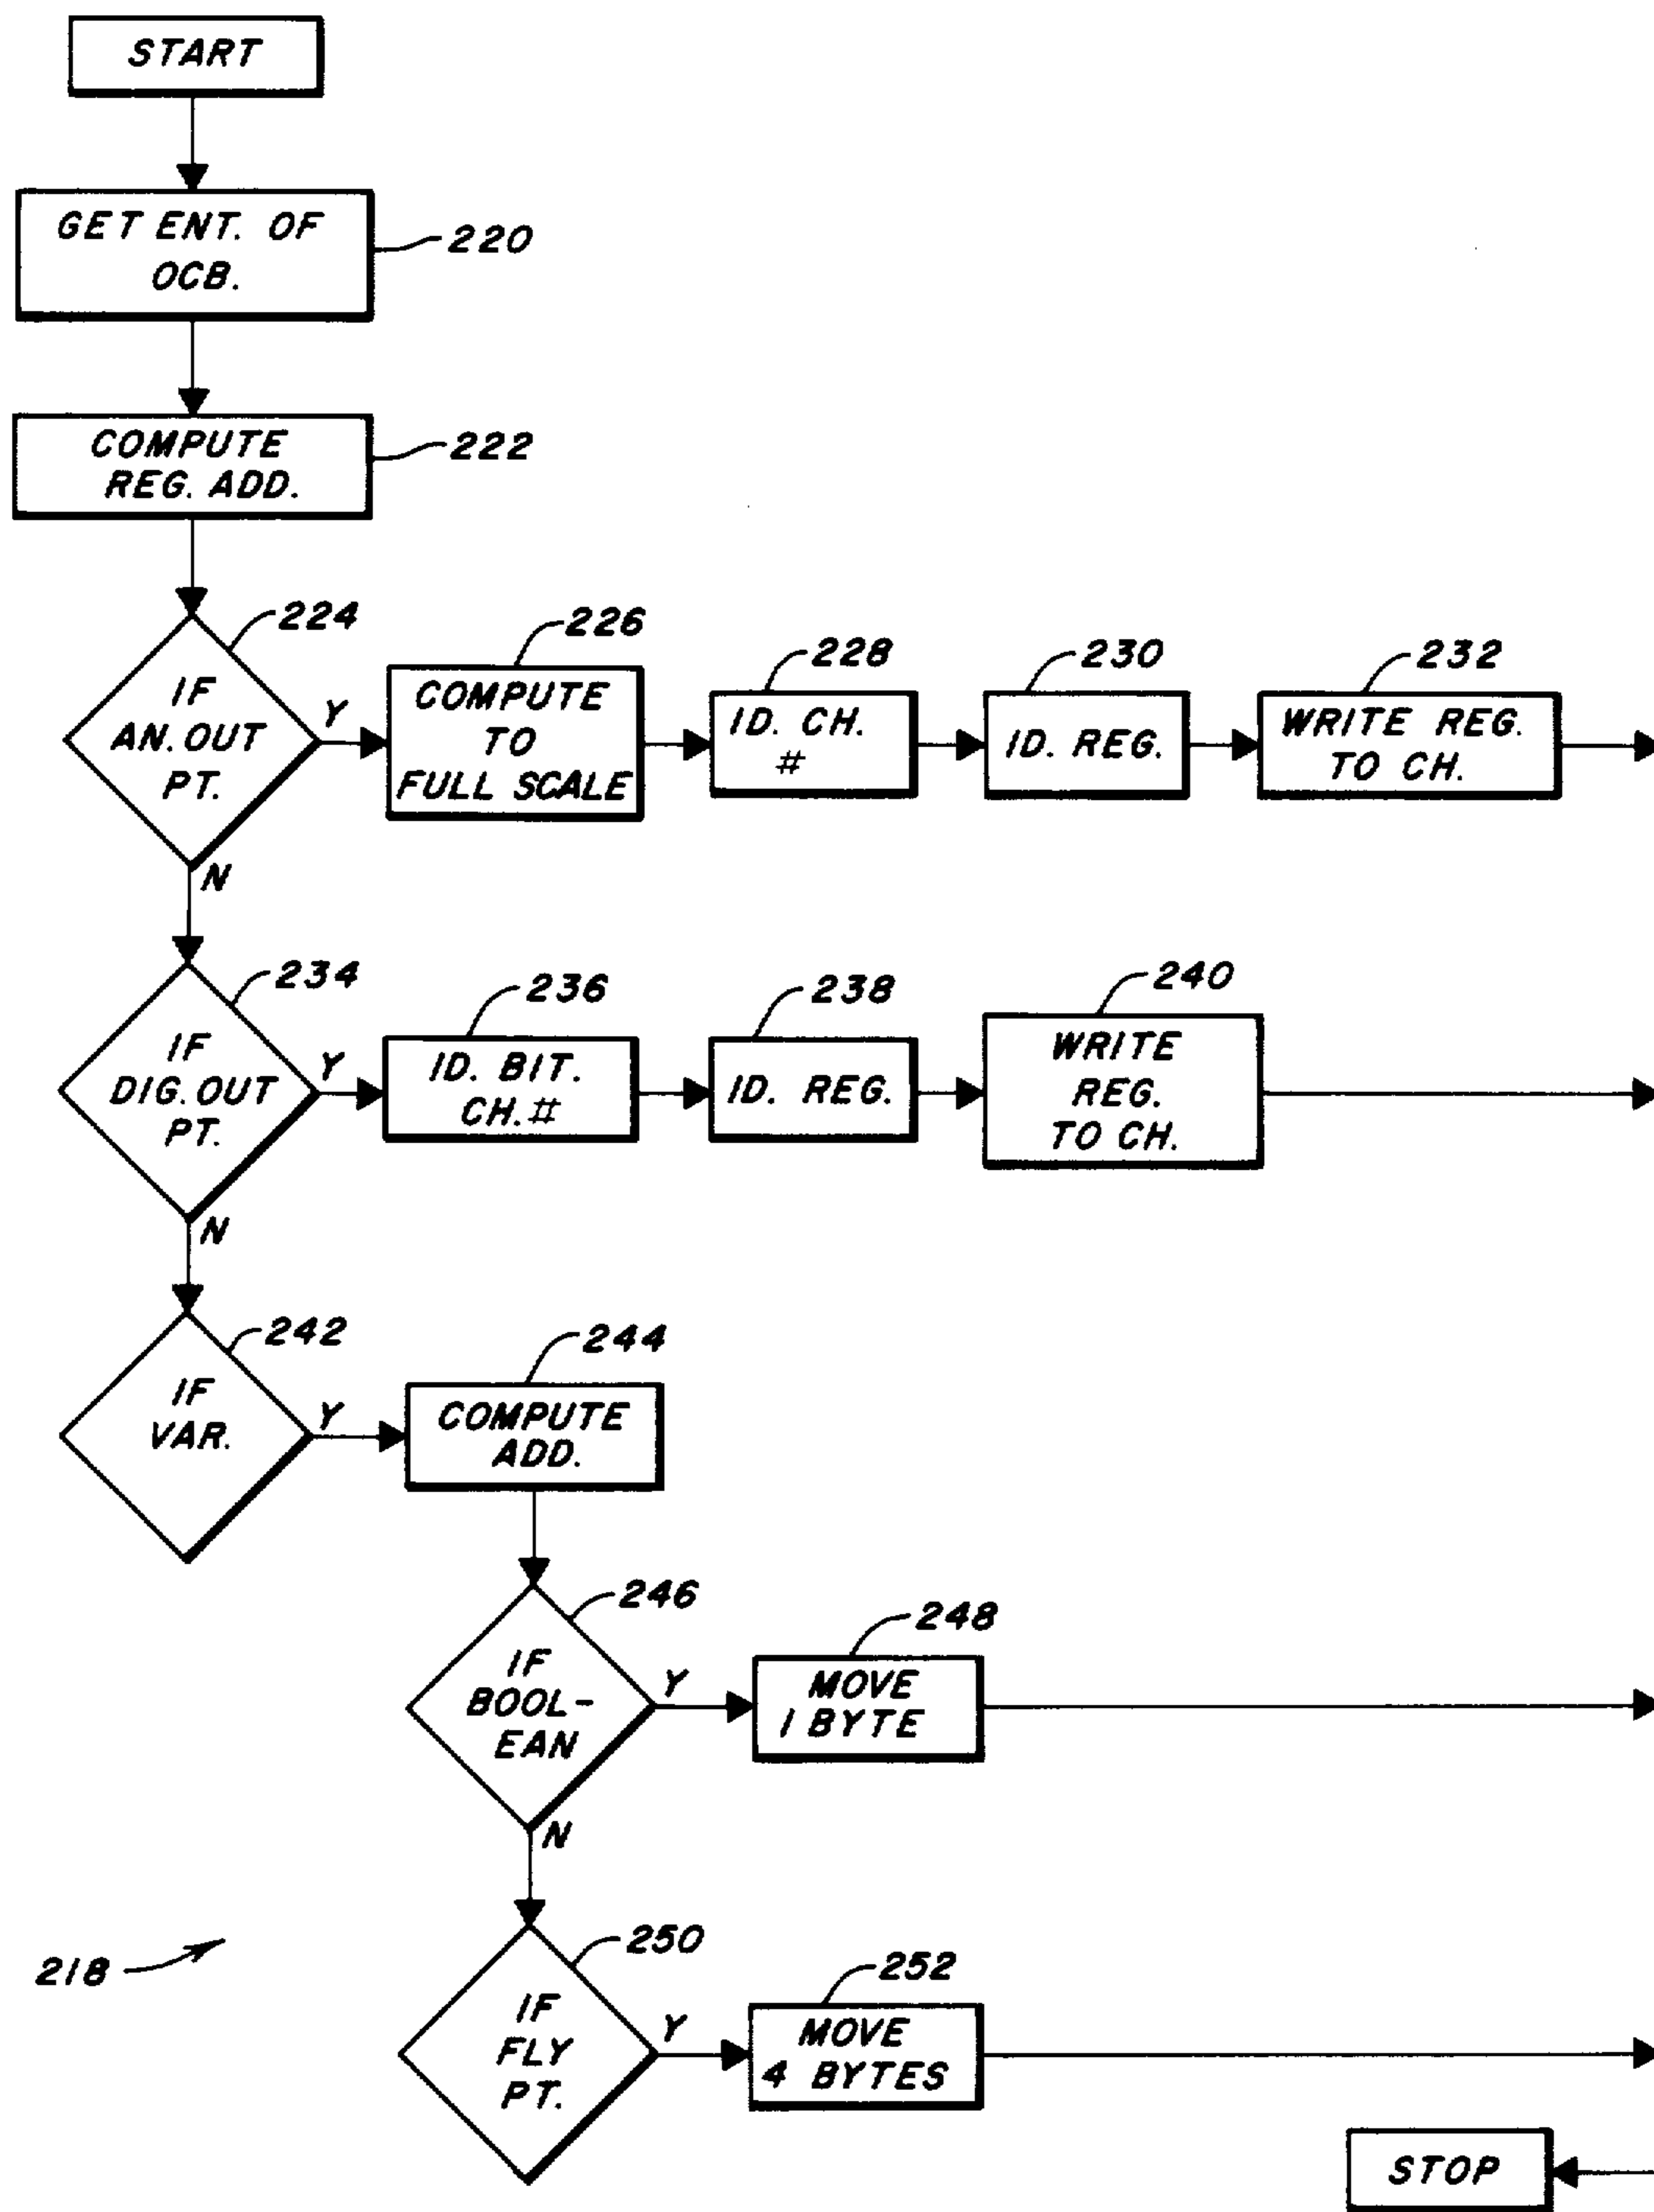 START
GET ENT. OF
OCB.
220
COMPUTE
REG. ADD.
222
224
IF
AN. OUT
PT.
Y
N
226
COMPUTE
TO
FULL SCALE
228
ID. CH.
#
230
ID. REG.
232
WRITE REG.
TO CH.
234
IF
DIG. OUT
PT.
Y
N
236
ID. BIT.
CH.#
238
ID. REG.
240
WRITE
REG.
TO CH.
242
IF
VAR.
Y
244
COMPUTE
ADD.
246
IF
BOOL-
EAN
Y
N
248
MOVE
1 BYTE
250
IF
FLY
PT.
Y
252
MOVE
4 BYTES
218
STOP